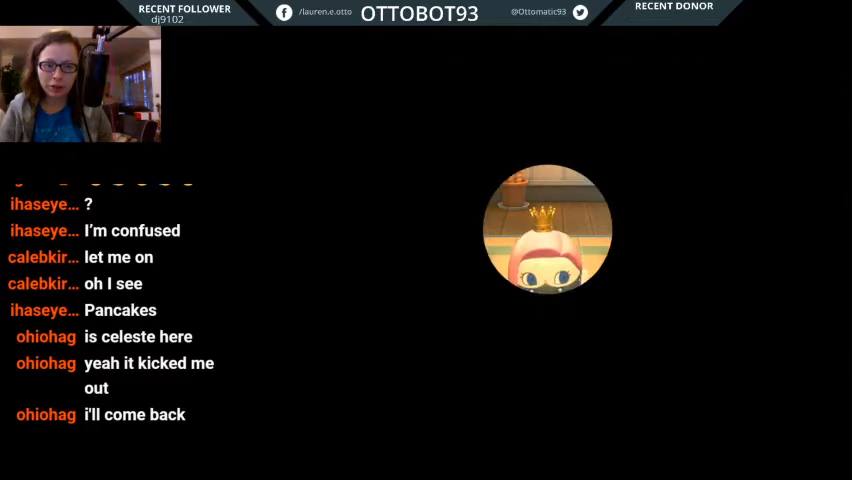 RECENT FOLLOWER
dj9102
/lauren.e.otto
OTTOBOT93
@Ottomatic93
RECENT DONOR
ihaseye… ?
ihaseye… I'm confused
calebkir… let me on
calebkir… oh I see
ihaseye… Pancakes
ohiohag is celeste here
ohiohag yeah it kicked me
out
ohiohag i'll come back